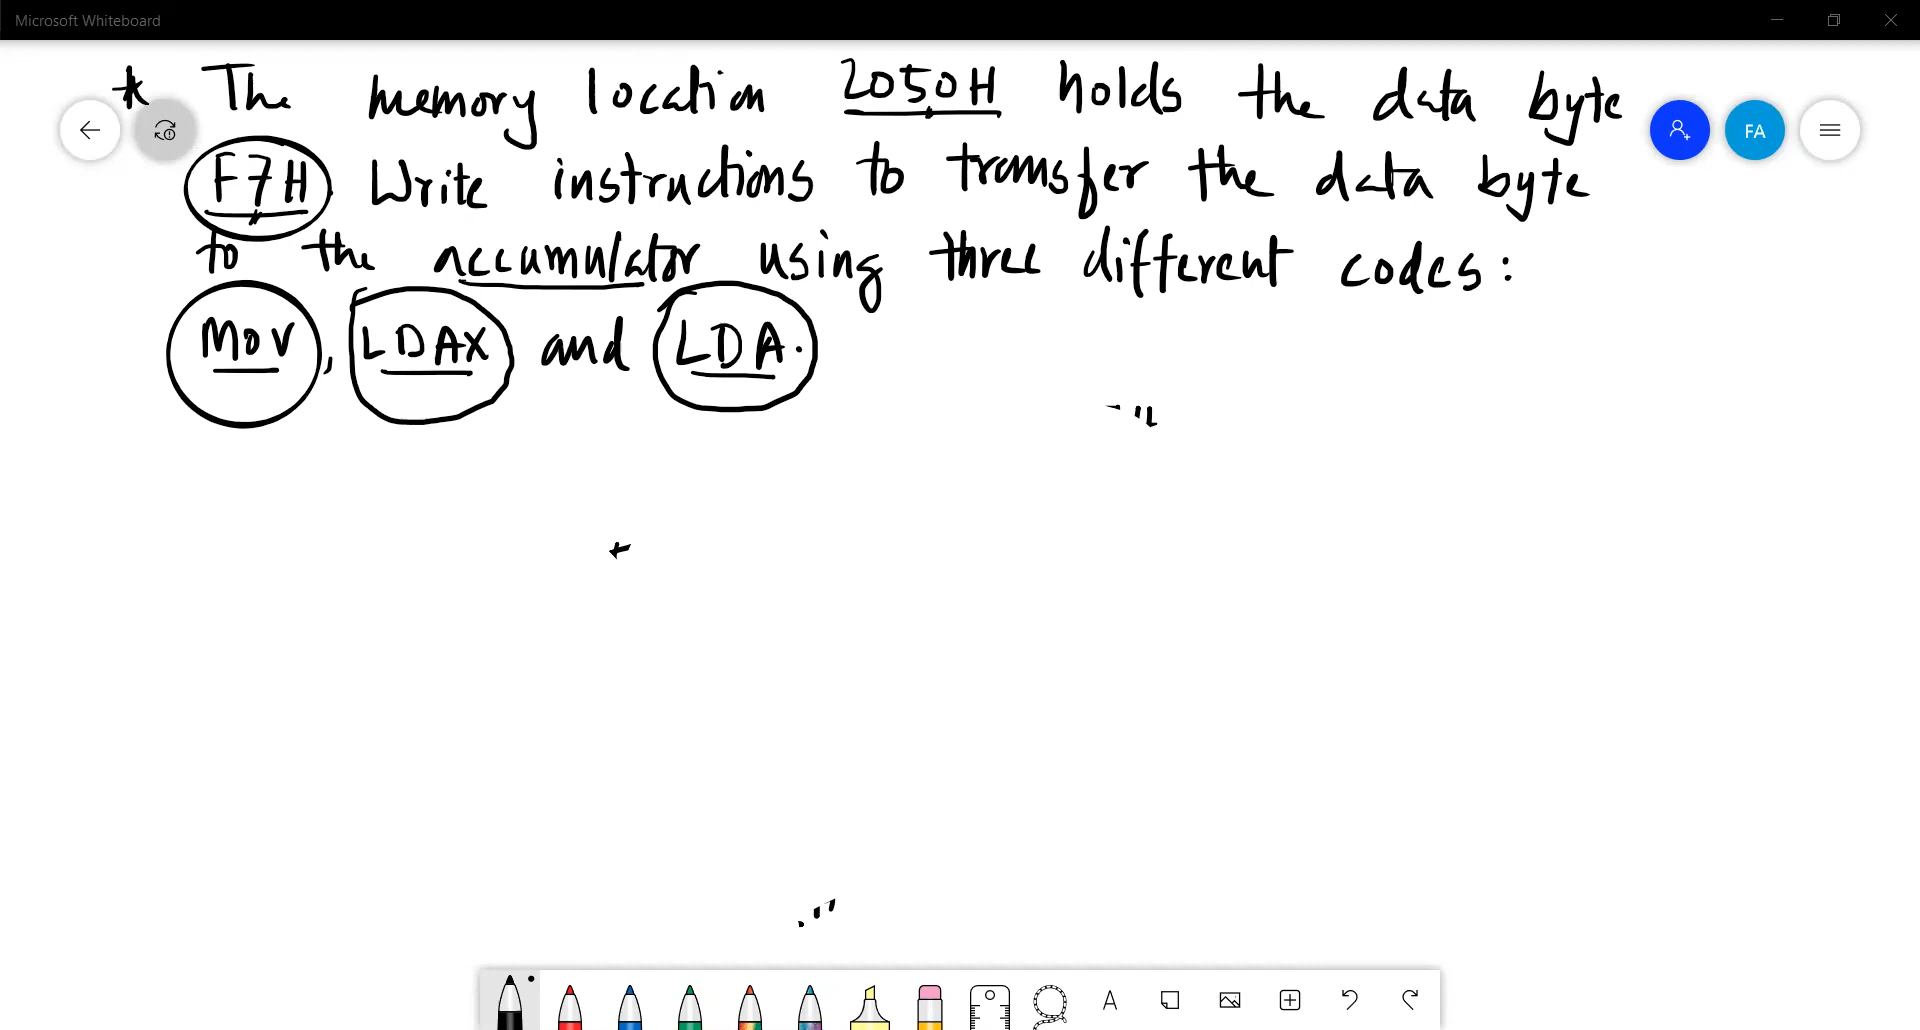 Microsoft Whiteboard
* The memory location 2050H holds the data byte
F7H. Write instructions to transfer the data byte
to the accumulator using three different codes:
MOV, LDAX and LDA.
FA
A